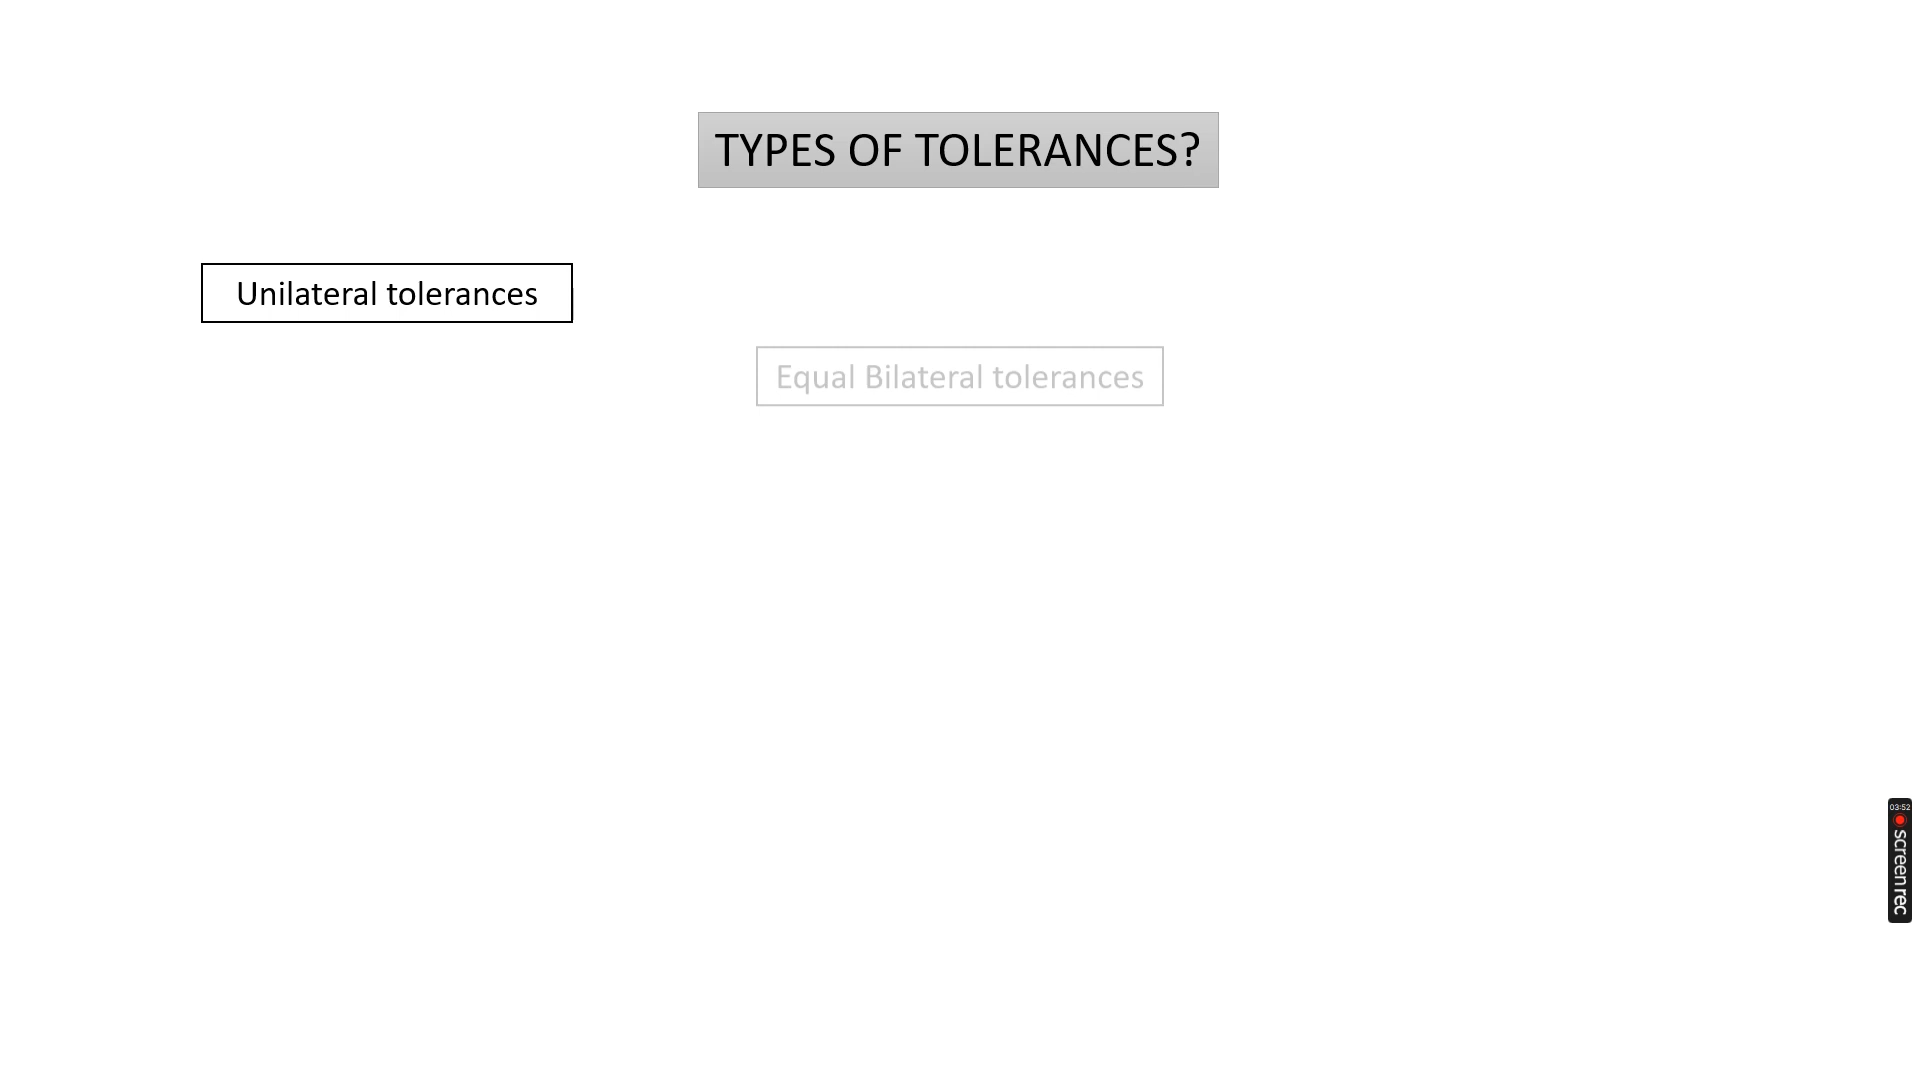 TYPES OF TOLERANCES?
Unilateral tolerances
Equal Bilateral tolerances
03:52
screenrec